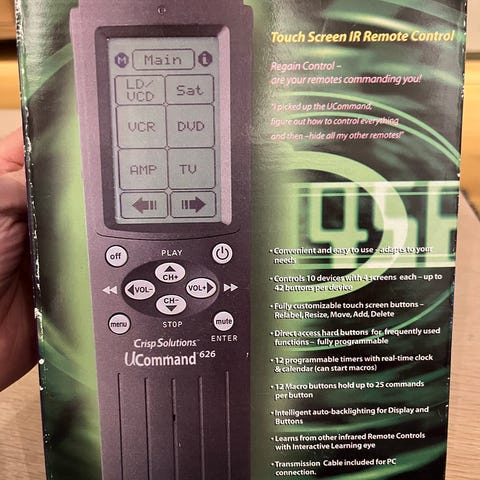 Touch Screen IR Remote Control
Regain Control –
are your remotes commanding you!
"I picked up the UCommand,
figure out how to control everything
and then – hide all my other remotes!"
M Main i
LD/
VCD Sat
VCR DVD
AMP TV
off PLAY
CH+
VOL- VOL+
CH–
menu STOP mute
ENTER
CrispSolutions™
UCommand 626
• Convenient and easy to use – adapts to your
needs
• Controls 10 devices with 4 screens each – up to
42 buttons per device
• Fully customizable touch screen buttons –
Relabel, Resize, Move, Add, Delete
• Direct access hard buttons for frequently used
functions – fully programmable
• 12 programmable timers with real-time clock
& calendar (can start macros)
• 12 Macro buttons hold up to 25 commands
per button
• Intelligent auto-backlighting for Display and
Buttons
• Learns from other infrared Remote Controls
with Interactive Learning eye
• Transmission Cable included for PC
connection.